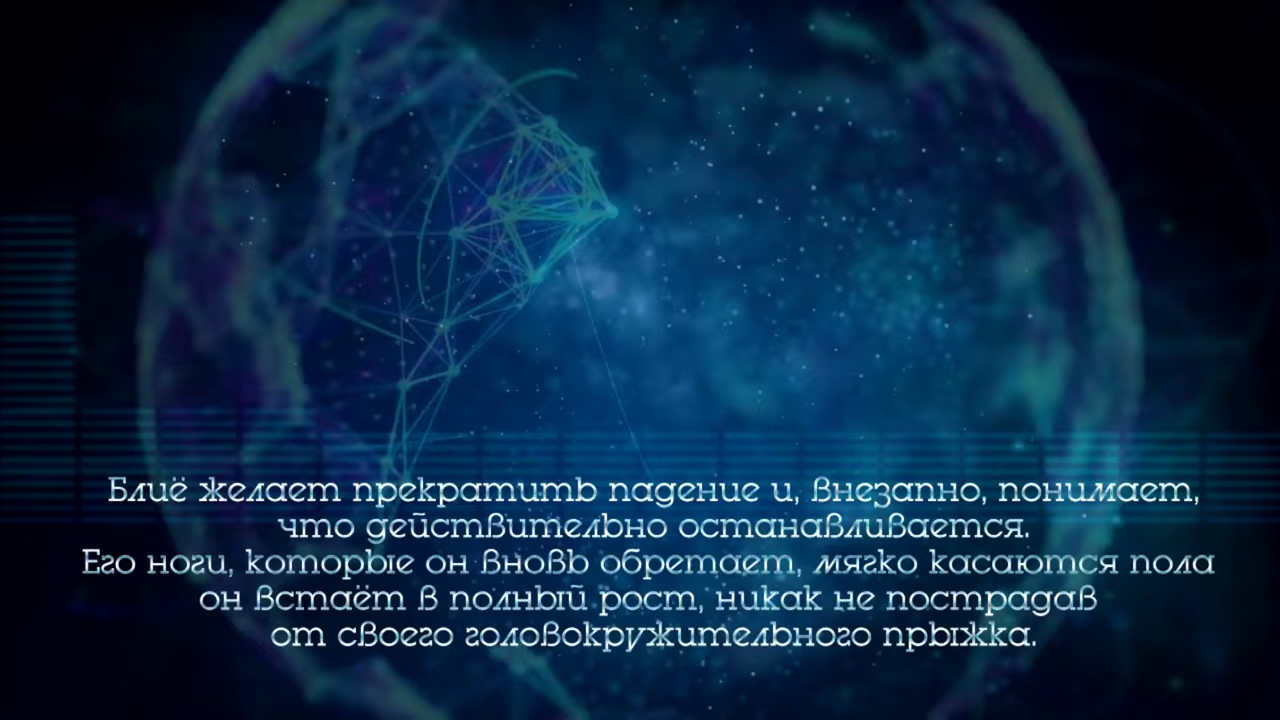 Блиё желает прекратить падение и, внезапно, понимает,
что действительно останавливается.
Его ноги, которые он вновь обретает, мягко касаются пола
он встаёт в полный рост, никак не пострадав
от своего головокружительного прыжка.